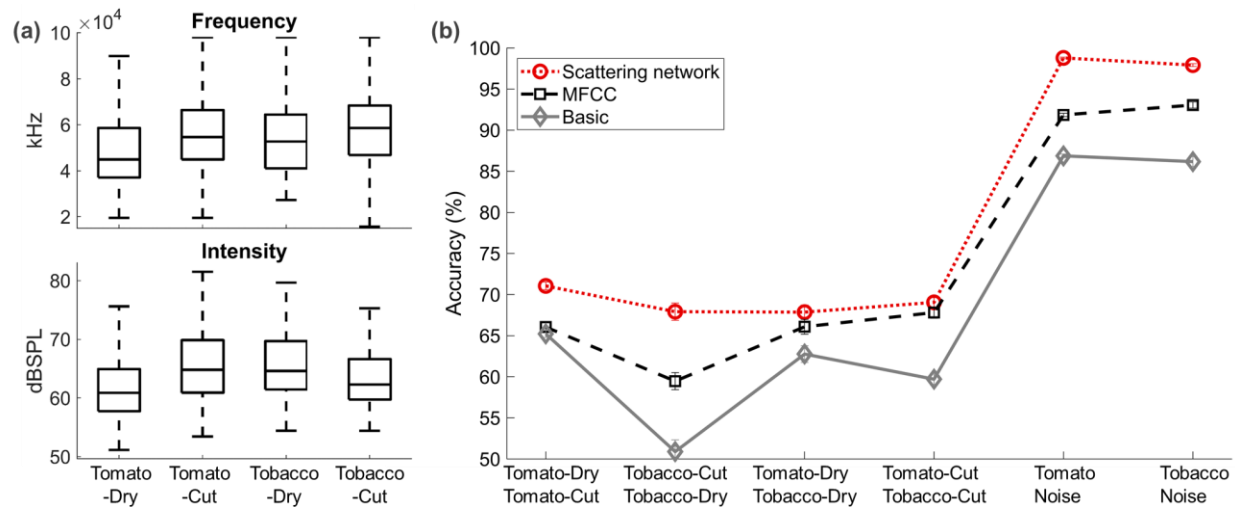 (a)
× 10⁴
Frequency
10
8
6
4
2
kHz
Intensity
80
70
60
50
dBSPL
Tomato Tomato Tobacco Tobacco
-Dry -Cut -Dry -Cut
(b)
100
95
90
85
80
75
70
65
60
55
50
Accuracy (%)
Scattering network
MFCC
Basic
Tomato-Dry Tobacco-Cut Tomato-Dry Tomato-Cut Tomato Tobacco
Tomato-Cut Tobacco-Dry Tobacco-Dry Tobacco-Cut Noise Noise